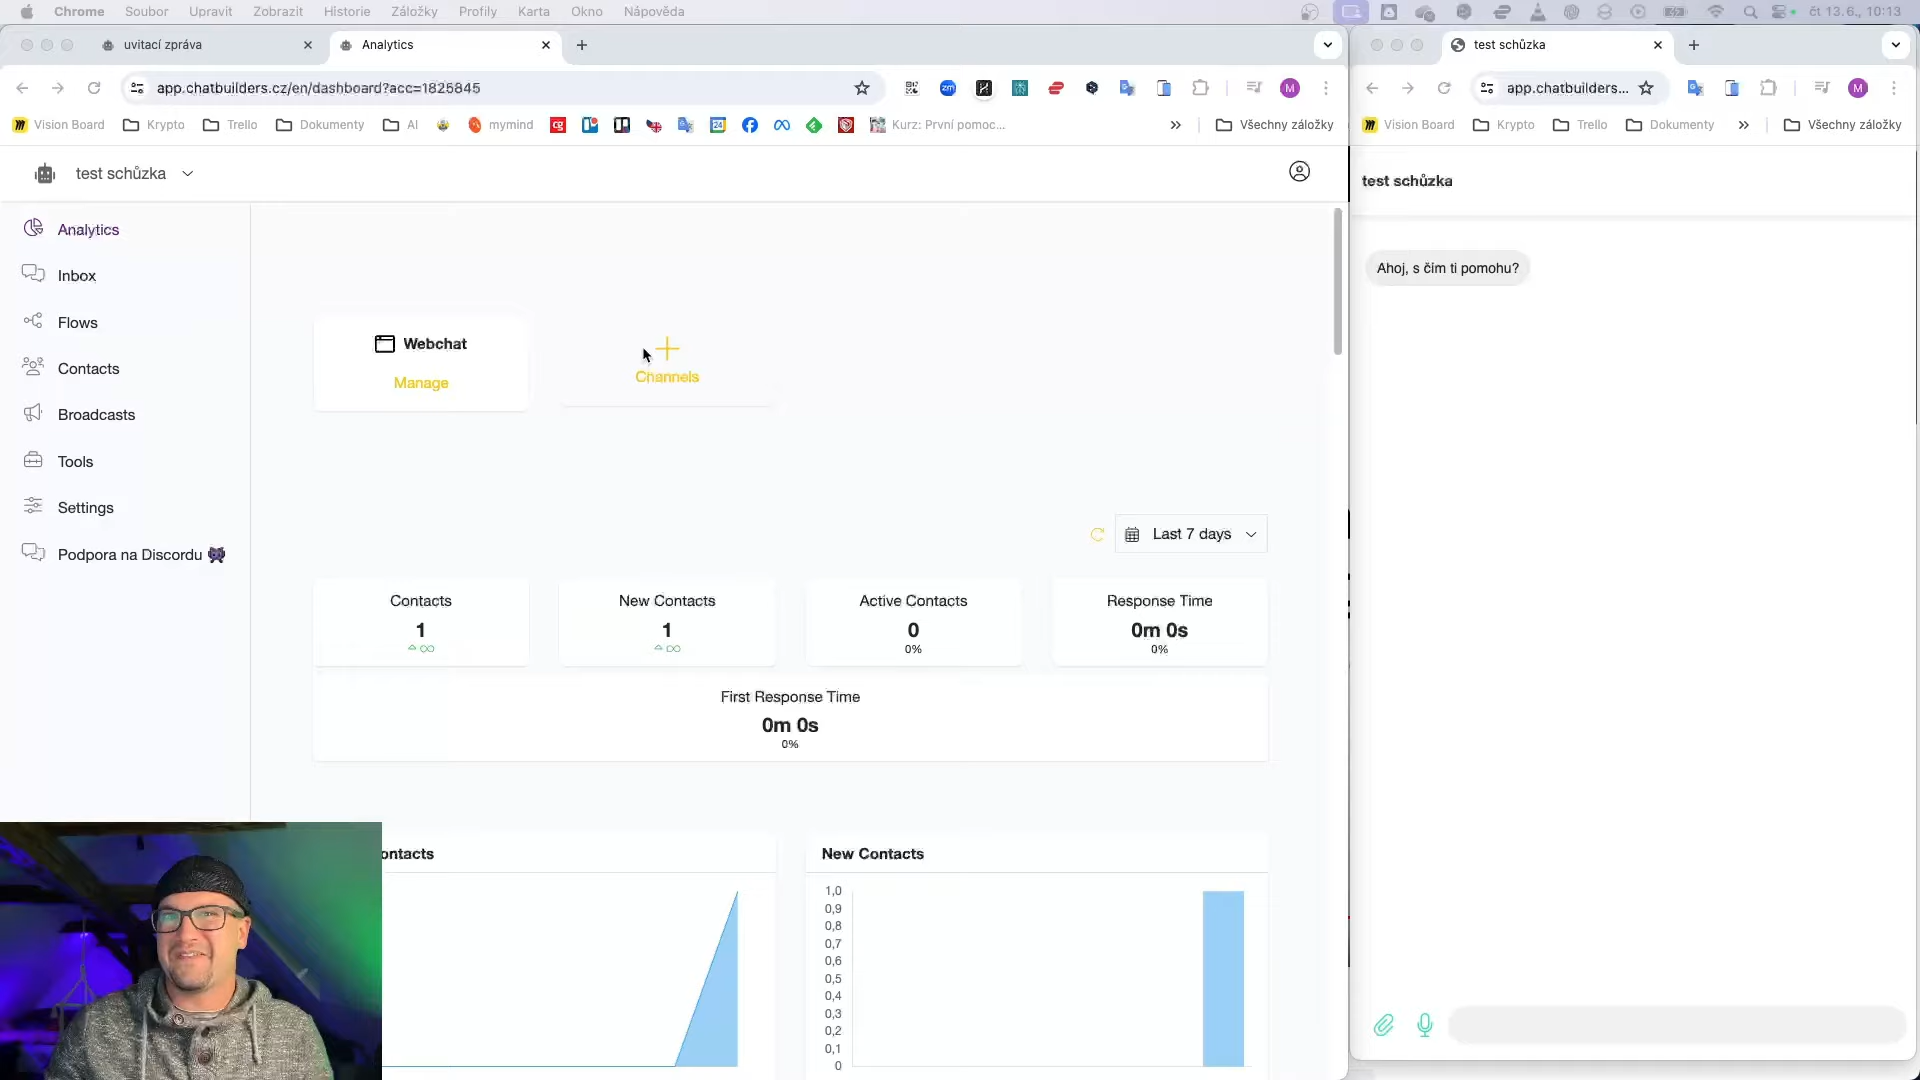 Chrome Soubor Upravit Zobrazit Historie Záložky Profily Karta Okno Nápověda čt 13.6., 10:13
uvitací zpráva
Analytics
test schůzka
app.chatbuilders.cz/en/dashboard?acc=1825845
app.chatbuilders...
Vision Board Krypto Trello Dokumenty AI mymind Kurz: První pomoc... » Všechny záložky
Vision Board Krypto Trello Dokumenty » Všechny záložky
test schůzka
test schůzka
Analytics
Inbox
Flows
Contacts
Broadcasts
Tools
Settings
Podpora na Discordu
Webchat
Manage
Channels
Ahoj, s čim ti pomohu?
Last 7 days
Contacts
1
∞
New Contacts
1
∞
Active Contacts
0
0%
Response Time
0m 0s
0%
First Response Time
0m 0s
0%
ontacts
New Contacts
1,0
0,9
0,8
0,7
0,6
0,5
0,4
0,3
0,2
0,1
0